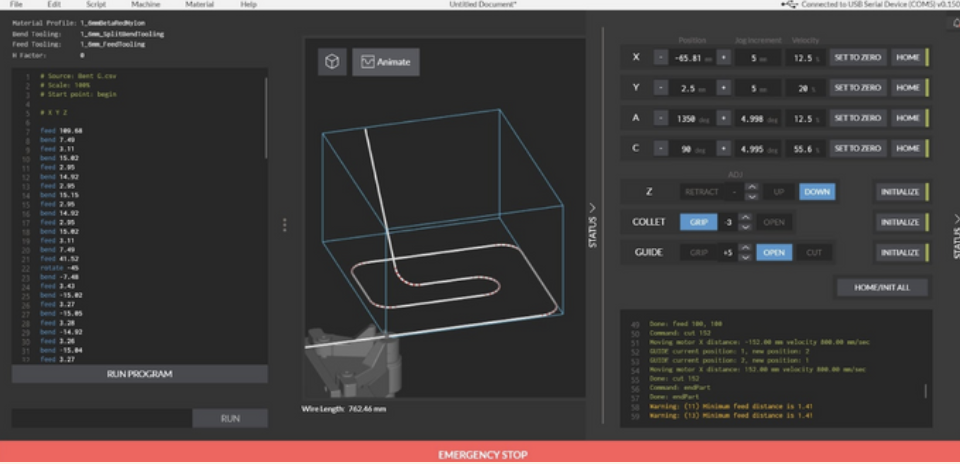 File Edit Script Machine Material Help Untitled Document* Connected to USB Serial Device (COM5) v0.150
Material Profile: 1_6mmBetaRedNylon
Bend Tooling: 1_6mm_SplitBendTooling
Feed Tooling: 1_6mm_FeedTooling
K Factor: 0
1 # Source: Bent G.csv
2 # Scale: 100%
3 # Start point: begin
4
5 # X Y Z
6
7 feed 109.68
8 bend 7.49
9 feed 3.11
10 bend 15.02
11 feed 2.95
12 bend 14.92
13 feed 2.95
14 bend 15.15
15 feed 2.95
16 bend 14.92
17 feed 2.95
18 bend 15.02
19 feed 3.11
20 bend 7.49
21 feed 41.52
22 rotate -45
23 bend -7.48
24 feed 3.43
25 bend -15.02
26 feed 3.27
27 bend -15.05
28 feed 3.28
29 bend -14.92
30 feed 3.26
31 bend -15.04
feed 3.27
RUN PROGRAM
RUN
Animate
Wire Length: 762.46 mm
STATUS
Position Jog Increment Velocity
X - -65.81 mm + 5 mm 12.5 % SET TO ZERO HOME
Y - 2.5 mm + 5 mm 20 % SET TO ZERO HOME
A - 1350 deg + 4.998 deg 12.5 % SET TO ZERO HOME
C - 90 deg + 4.995 deg 55.6 % SET TO ZERO HOME
ADJ
Z RETRACT - UP DOWN INITIALIZE
COLLET GRIP -3 OPEN INITIALIZE
GUIDE GRIP +5 OPEN CUT INITIALIZE
HOME/INIT ALL
49 Done: feed 100, 100
50 Command: cut 152
51 Moving motor X distance: -152.00 mm velocity 800.00 mm/sec
52 GUIDE current position: 1, new position: 2
53 GUIDE current position: 2, new position: 1
54 Moving motor X distance: 152.00 mm velocity 800.00 mm/sec
55 Done: cut 152
56 Command: endPart
57 Done: endPart
58 Warning: (11) Minimum feed distance is 1.41
59 Warning: (13) Minimum feed distance is 1.41
STATUS
EMERGENCY STOP